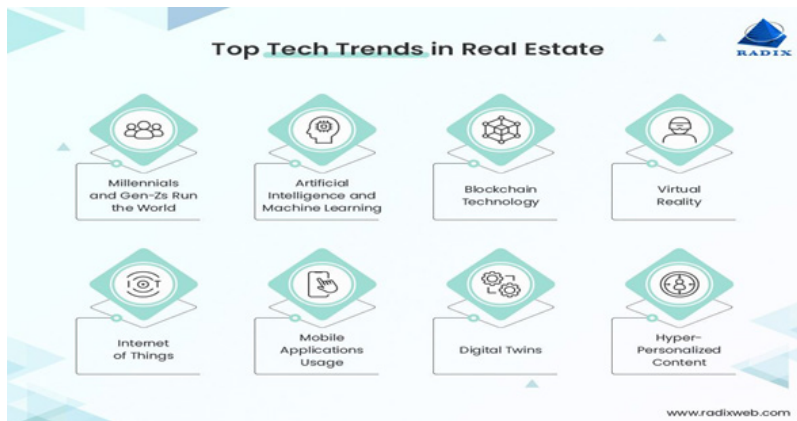 Top Tech Trends in Real Estate
RADIX
Millennials
and Gen-Zs Run
the World
Artificial
Intelligence and
Machine Learning
Blockchain
Technology
Virtual
Reality
I T
Internet
of Things
Mobile
Applications
Usage
Digital Twins
Hyper-
Personalized
Content
www.radixweb.com